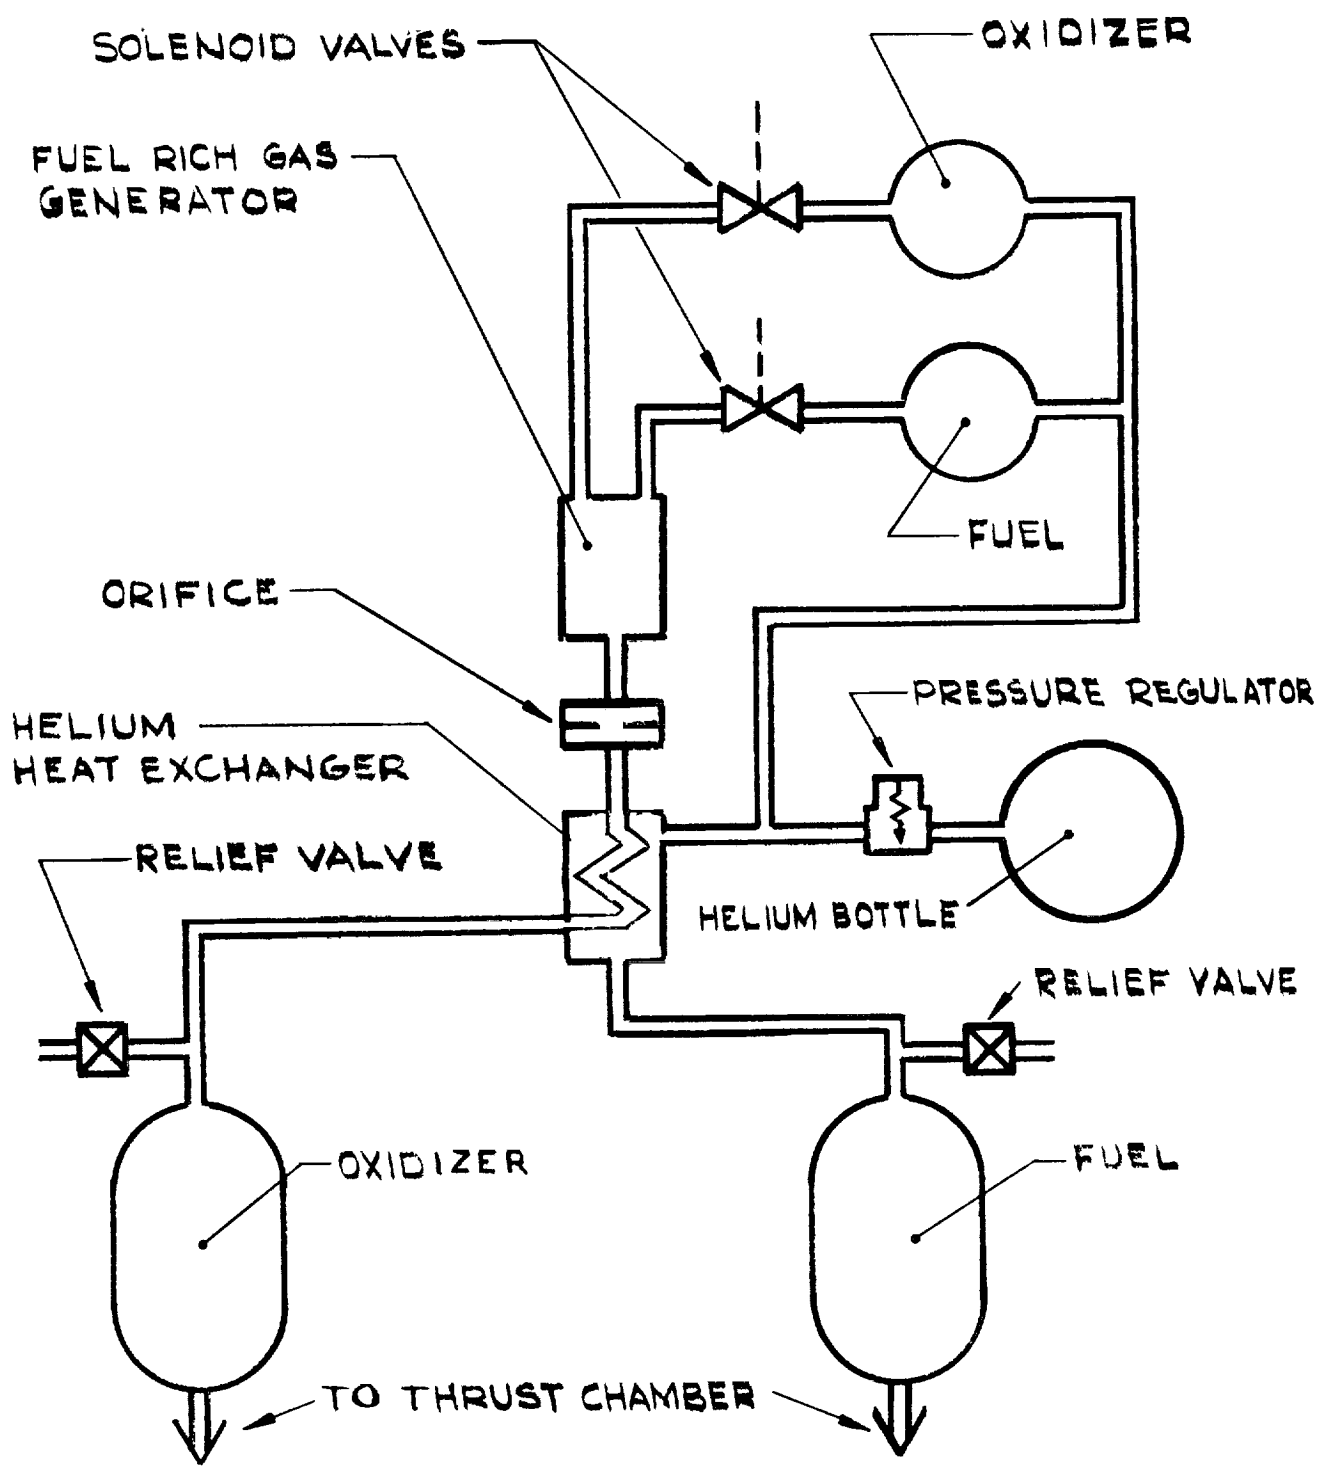 SOLENOID VALVES
OXIDIZER
FUEL RICH GAS
GENERATOR
FUEL
ORIFICE
PRESSURE REGULATOR
HELIUM
HEAT EXCHANGER
RELIEF VALVE
HELIUM BOTTLE
RELIEF VALVE
OXIDIZER
FUEL
TO THRUST CHAMBER